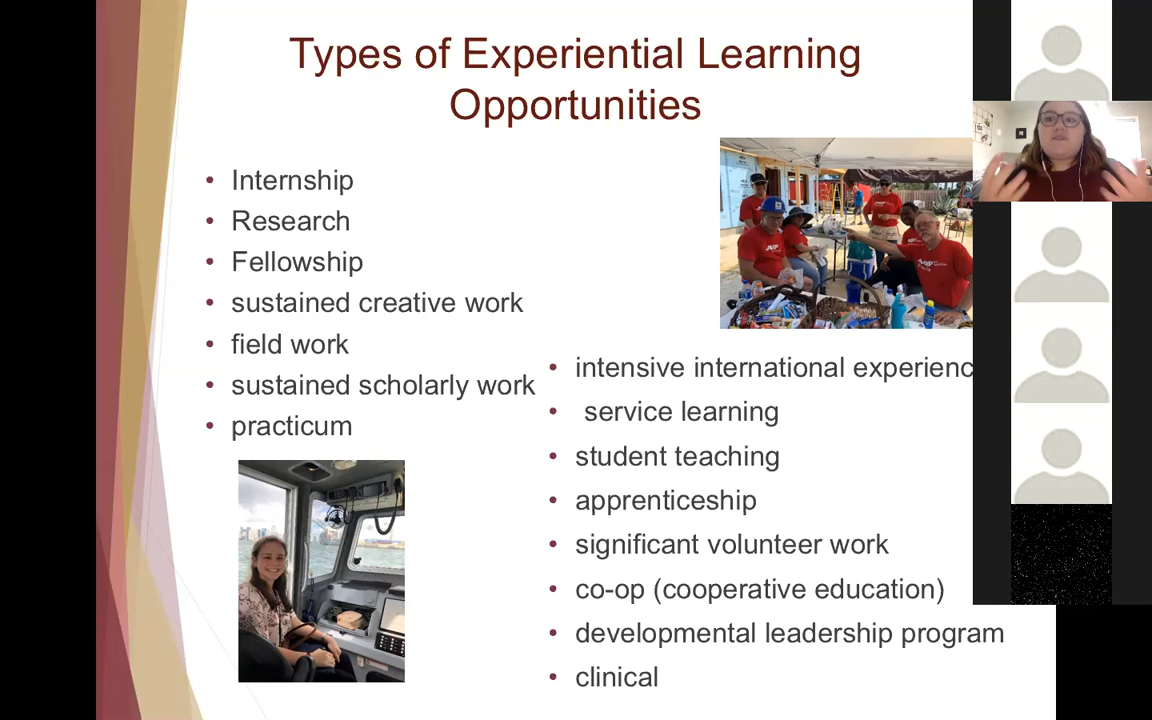 Types of Experiential Learning
Opportunities
• Internship
• Research
• Fellowship
• sustained creative work
• field work
• sustained scholarly work
• practicum
• intensive international experienc
• service learning
• student teaching
• apprenticeship
• significant volunteer work
• co-op (cooperative education)
• developmental leadership program
• clinical